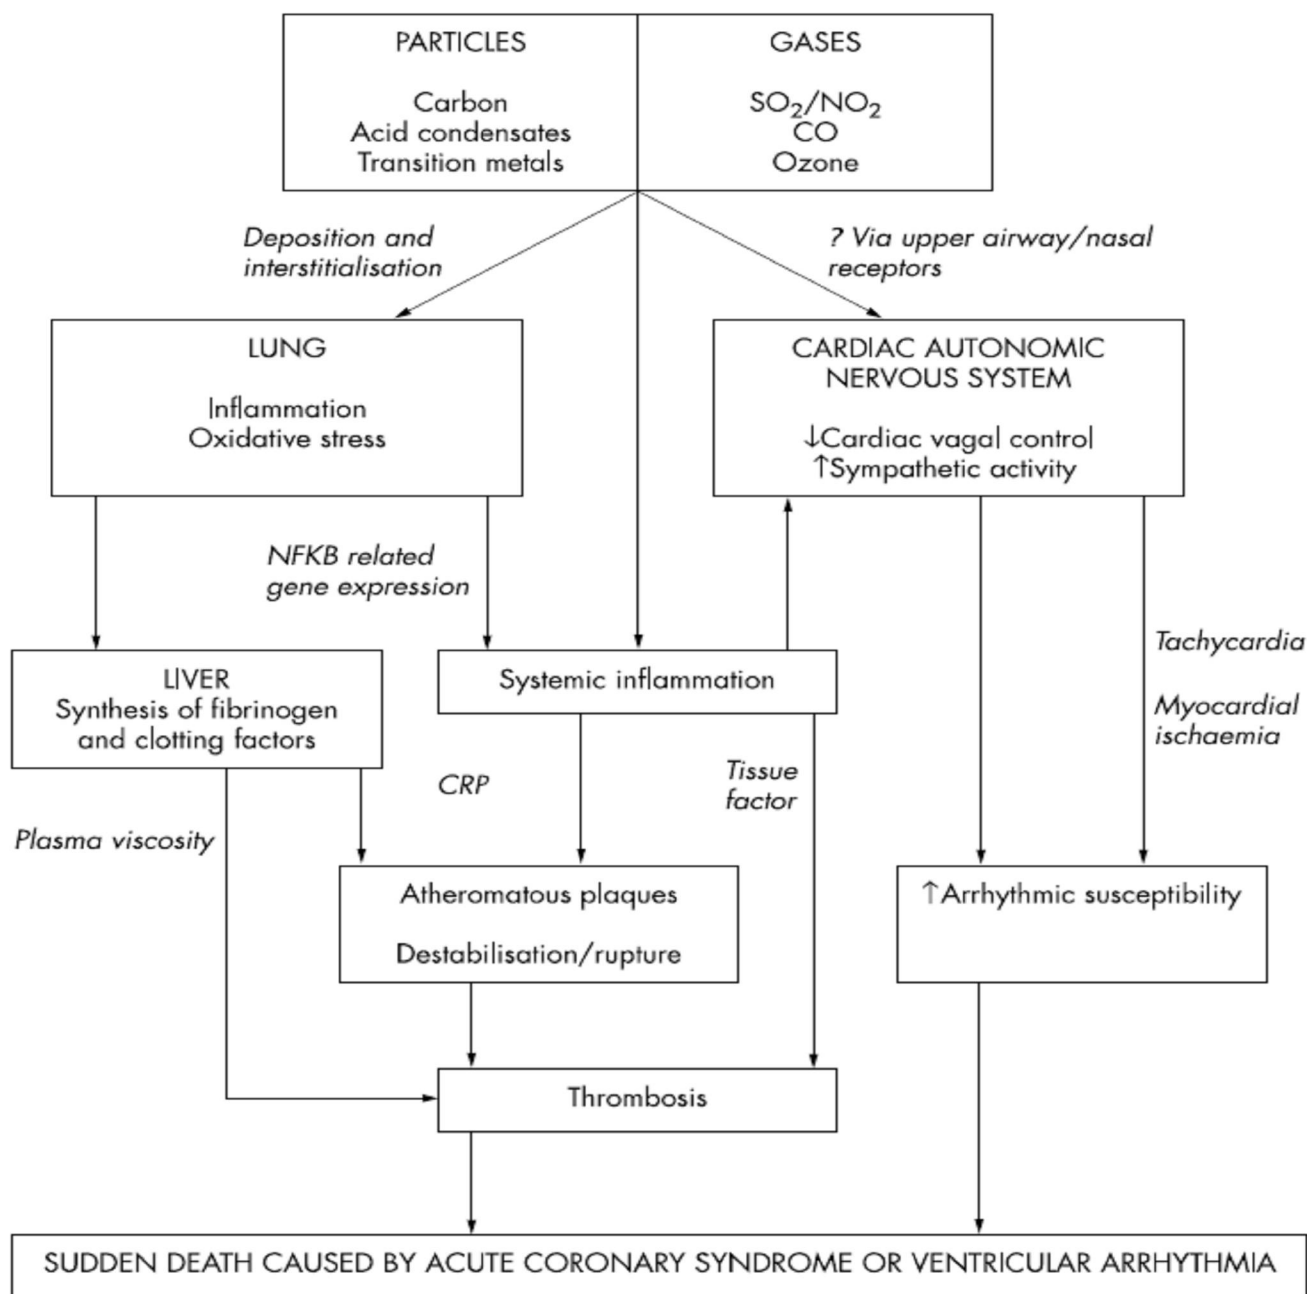 PARTICLES
Carbon
Acid condensates
Transition metals
GASES
SO₂/NO₂
CO
Ozone
Deposition and
interstitialisation
? Via upper airway/nasal
receptors
LUNG
Inflammation
Oxidative stress
CARDIAC AUTONOMIC
NERVOUS SYSTEM
↓Cardiac vagal control
↑Sympathetic activity
NFKB related
gene expression
Tachycardia
Myocardial
ischaemia
LIVER
Synthesis of fibrinogen
and clotting factors
Systemic inflammation
CRP
Tissue
factor
Plasma viscosity
Atheromatous plaques
Destabilisation/rupture
↑Arrhythmic susceptibility
Thrombosis
SUDDEN DEATH CAUSED BY ACUTE CORONARY SYNDROME OR VENTRICULAR ARRHYTHMIA